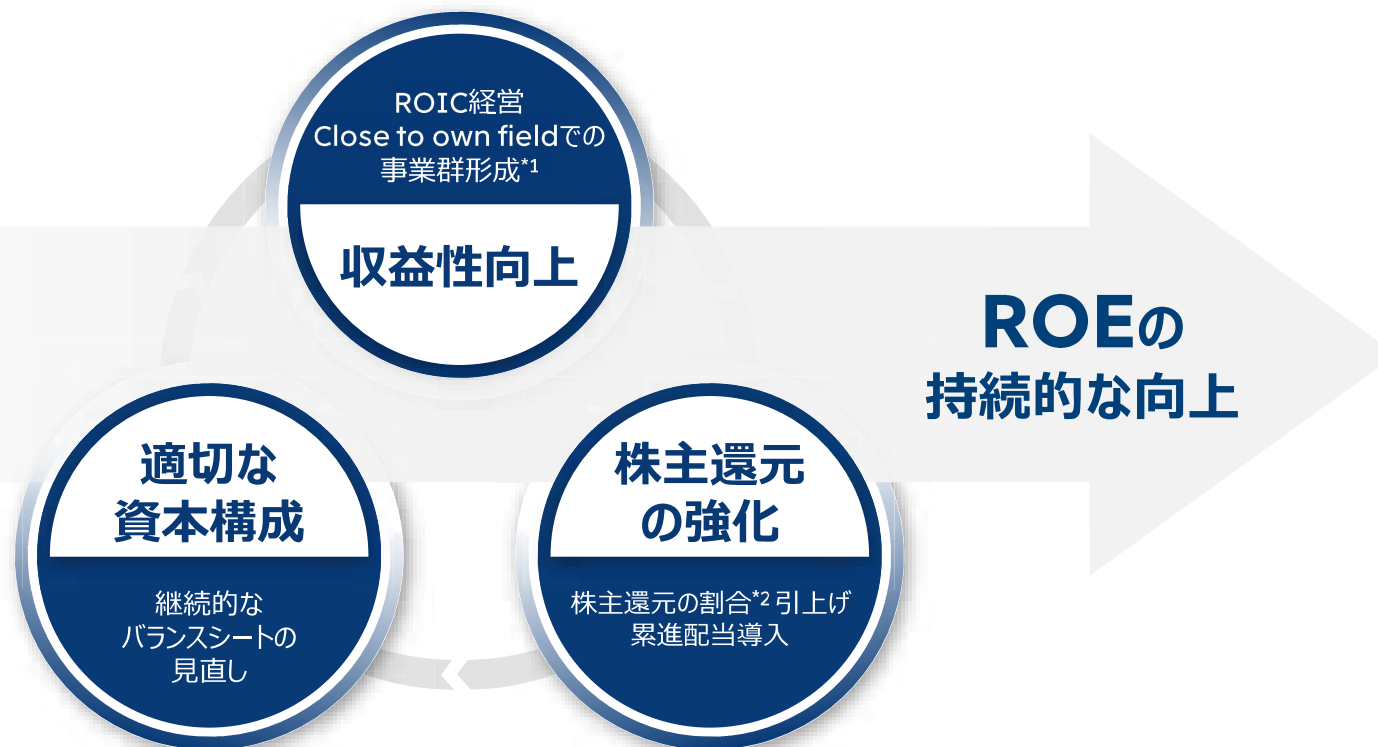 ROIC経営
Close to own fieldでの
事業群形成*1
収益性向上
適切な
資本構成
継続的な
バランスシートの
見直し
株主還元
の強化
株主還元の割合*2 引上げ
累進配当導入
ROEの
持続的な向上